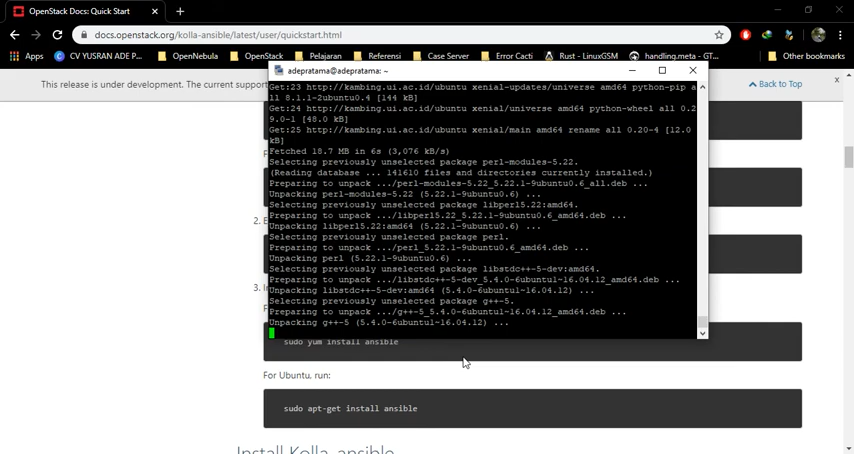 OpenStack Docs: Quick Start
docs.openstack.org/kolla-ansible/latest/user/quickstart.html
Apps CV YUSRAN ADE P... OpenNebula OpenStack Pelajaran Referensi Case Server Error Cacti Rust - LinuxGSM handling.meta - GT... Other bookmarks
This release is under development. The current support
Back to Top
x
adepratama@adepratama: ~
Get:23 http://kambing.ui.ac.id/ubuntu xenial-updates/universe amd64 python-pip a
ll 8.1.1-2ubuntu0.4 [144 kB]
Get:24 http://kambing.ui.ac.id/ubuntu xenial/universe amd64 python-wheel all 0.2
9.0-1 [48.0 kB]
Get:25 http://kambing.ui.ac.id/ubuntu xenial/main amd64 rename all 0.20-4 [12.0
kB]
Fetched 18.7 MB in 6s (3,076 kB/s)
Selecting previously unselected package perl-modules-5.22.
(Reading database ... 141610 files and directories currently installed.)
Preparing to unpack .../perl-modules-5.22_5.22.1-9ubuntu0.6_all.deb ...
Unpacking perl-modules-5.22 (5.22.1-9ubuntu0.6) ...
Selecting previously unselected package libperl5.22:amd64.
Preparing to unpack .../libperl5.22_5.22.1-9ubuntu0.6_amd64.deb ...
Unpacking libperl5.22:amd64 (5.22.1-9ubuntu0.6) ...
Selecting previously unselected package perl.
Preparing to unpack .../perl_5.22.1-9ubuntu0.6_amd64.deb ...
Unpacking perl (5.22.1-9ubuntu0.6) ...
Selecting previously unselected package libstdc++-5-dev:amd64.
Preparing to unpack .../libstdc++-5-dev_5.4.0-6ubuntu1~16.04.12_amd64.deb ...
Unpacking libstdc++-5-dev:amd64 (5.4.0-6ubuntu1~16.04.12) ...
Selecting previously unselected package g++-5.
Preparing to unpack .../g++-5_5.4.0-6ubuntu1~16.04.12_amd64.deb ...
Unpacking g++-5 (5.4.0-6ubuntu1~16.04.12) ...
2.
3.
sudo yum install ansible
For Ubuntu, run:
sudo apt-get install ansible
Install Kolla-ansible